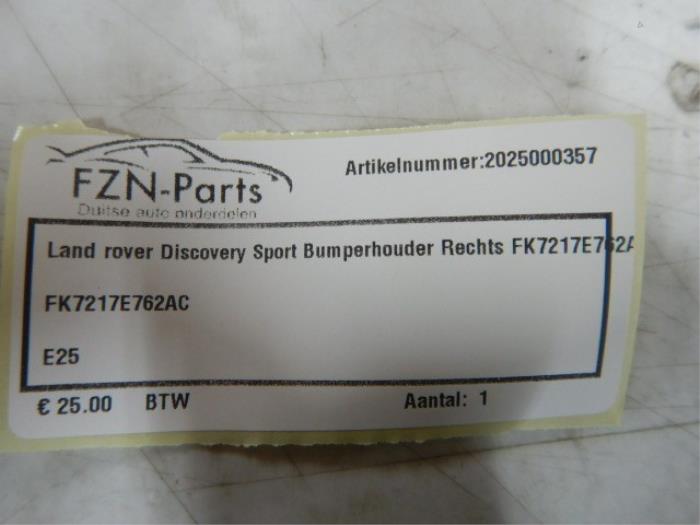 Artikelnummer:2025000357
FZN-Parts
Duitse auto onderdelen
Land rover Discovery Sport Bumperhouder Rechts FK7217E762A
FK7217E762AC
E25
€ 25.00 BTW Aantal: 1